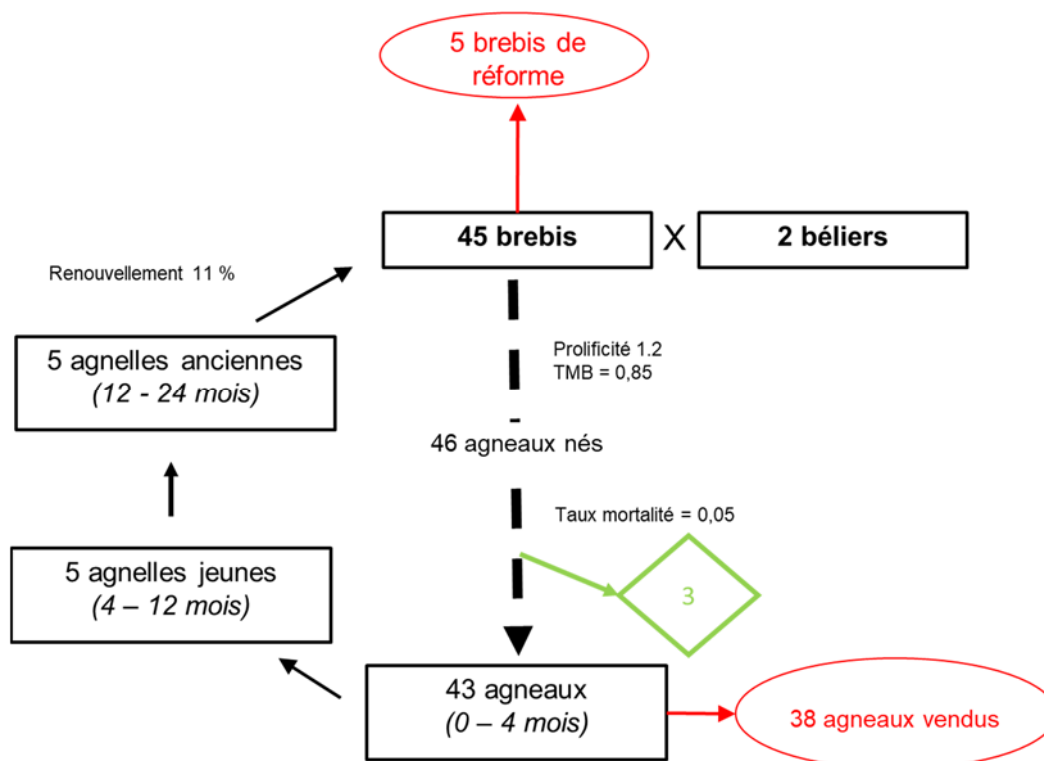 5 brebis de
réforme
45 brebis
X
2 béliers
Renouvellement 11 %
5 agnelles anciennes
(12 - 24 mois)
Prolificité 1.2
TMB = 0,85
46 agneaux nés
Taux mortalité = 0,05
3
5 agnelles jeunes
(4 – 12 mois)
43 agneaux
(0 – 4 mois)
38 agneaux vendus